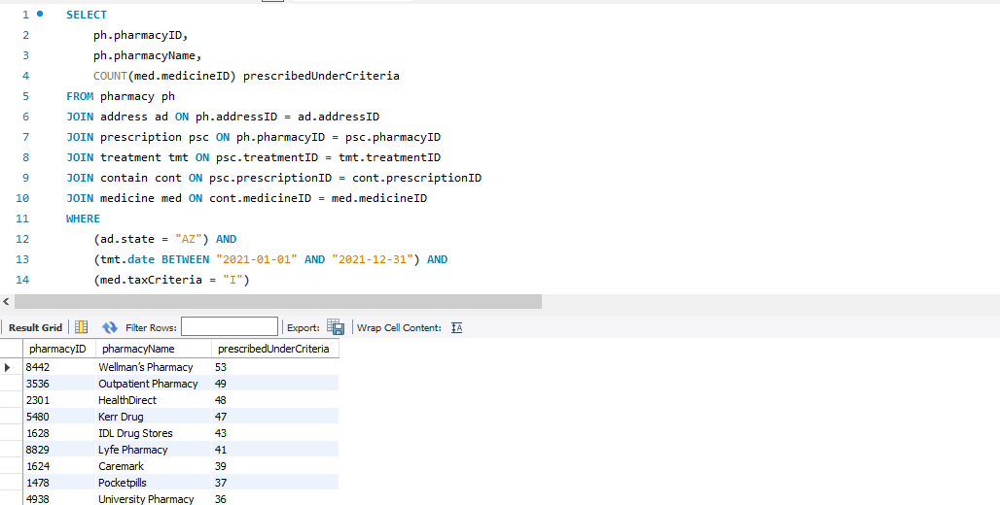 1 SELECT
2 ph.pharmacyID,
3 ph.pharmacyName,
4 COUNT(med.medicineID) prescribedUnderCriteria
5 FROM pharmacy ph
6 JOIN address ad ON ph.addressID = ad.addressID
7 JOIN prescription psc ON ph.pharmacyID = psc.pharmacyID
8 JOIN treatment tmt ON psc.treatmentID = tmt.treatmentID
9 JOIN contain cont ON psc.prescriptionID = cont.prescriptionID
10 JOIN medicine med ON cont.medicineID = med.medicineID
11 WHERE
12 (ad.state = "AZ") AND
13 (tmt.date BETWEEN "2021-01-01" AND "2021-12-31") AND
14 (med.taxCriteria = "I")
Result Grid Filter Rows: Export: Wrap Cell Content:
pharmacyID pharmacyName prescribedUnderCriteria
8442 Wellman’s Pharmacy 53
3536 Outpatient Pharmacy 49
2301 HealthDirect 48
5480 Kerr Drug 47
1628 IDL Drug Stores 43
8829 Lyfe Pharmacy 41
1624 Caremark 39
1478 Pocketpills 37
4938 University Pharmacy 36